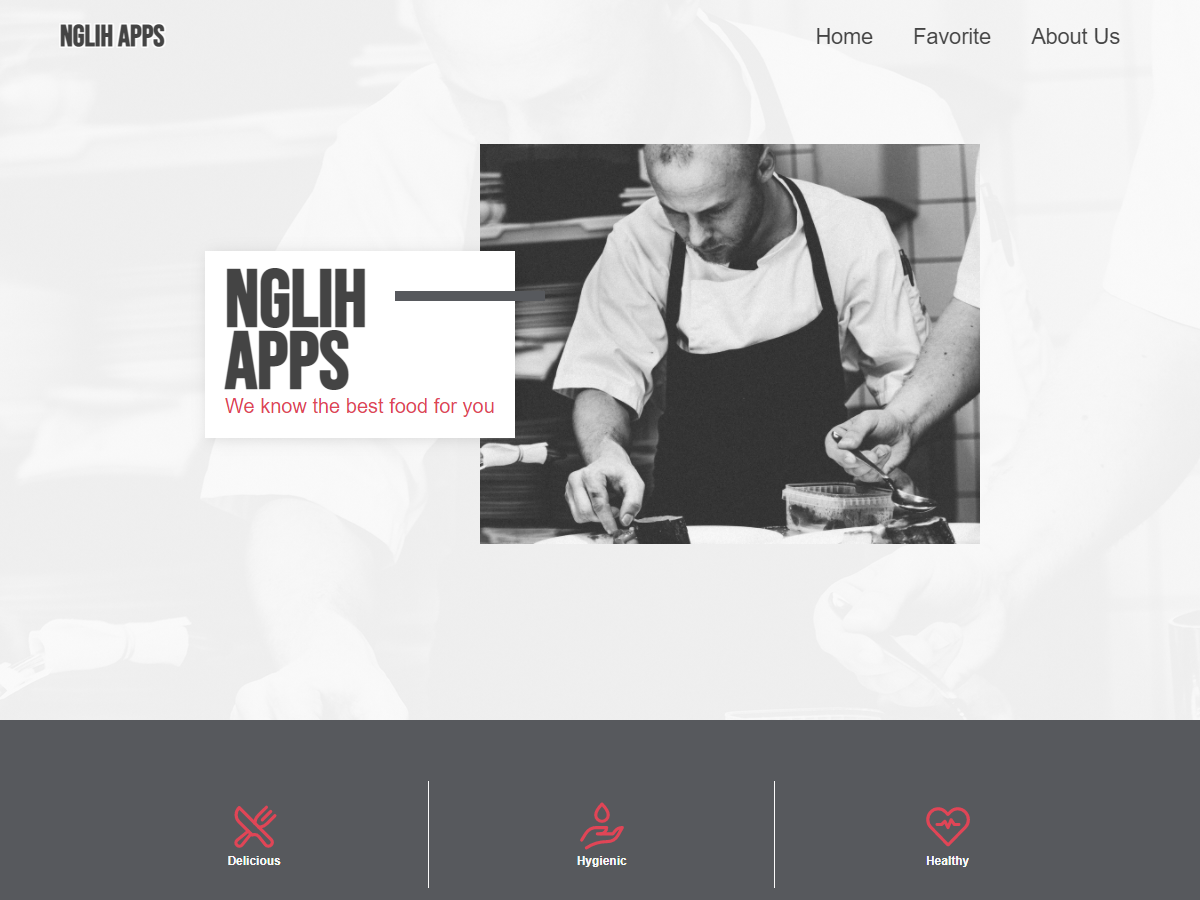 NGLIH APPS
Home
Favorite
About Us
NGLIH
APPS
We know the best food for you
Delicious
Hygienic
Healthy